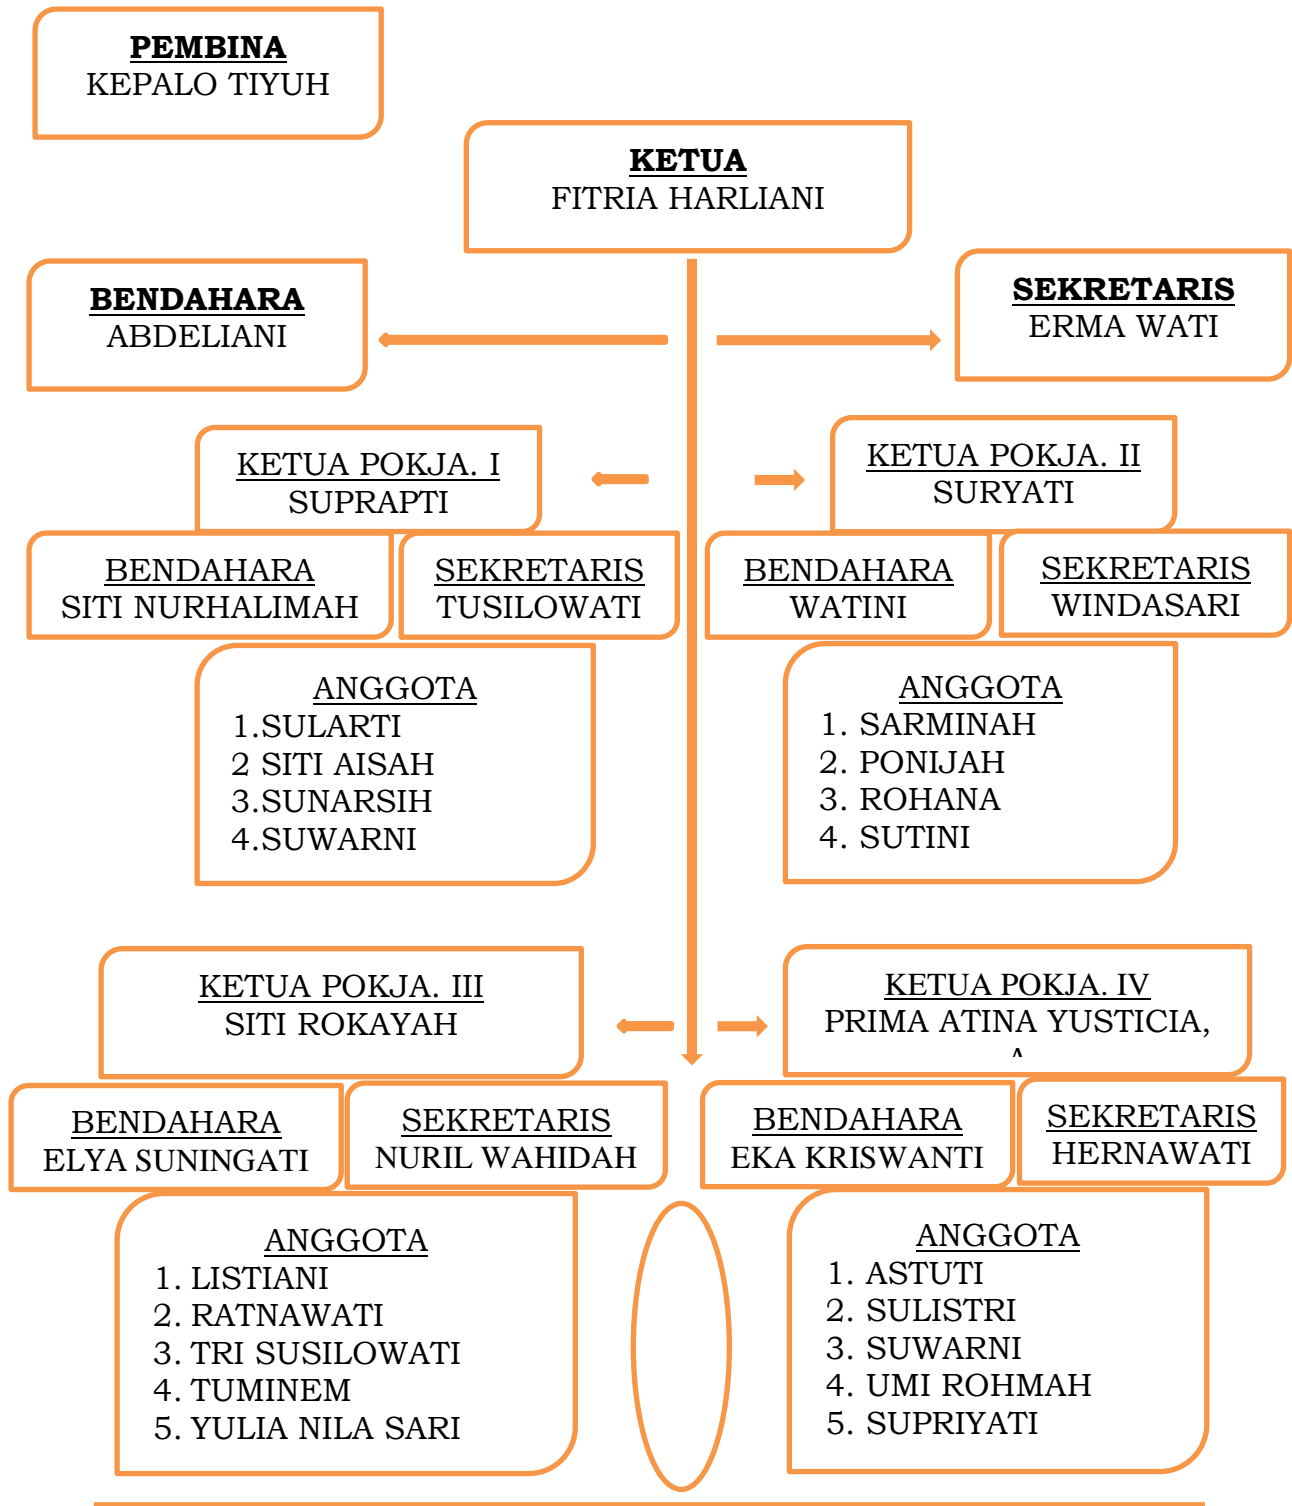 PEMBINA
KEPALO TIYUH
KETUA
FITRIA HARLIANI
BENDAHARA
ABDELIANI
SEKRETARIS
ERMA WATI
KETUA POKJA. I
SUPRAPTI
BENDAHARA
SITI NURHALIMAH
SEKRETARIS
TUSILOWATI
ANGGOTA
1.SULARTI
2 SITI AISAH
3.SUNARSIH
4.SUWARNI
KETUA POKJA. II
SURYATI
BENDAHARA
WATINI
SEKRETARIS
WINDASARI
ANGGOTA
1. SARMINAH
2. PONIJAH
3. ROHANA
4. SUTINI
KETUA POKJA. III
SITI ROKAYAH
BENDAHARA
ELYA SUNINGATI
SEKRETARIS
NURIL WAHIDAH
ANGGOTA
1. LISTIANI
2. RATNAWATI
3. TRI SUSILOWATI
4. TUMINEM
5. YULIA NILA SARI
KETUA POKJA. IV
PRIMA ATINA YUSTICIA,
BENDAHARA
EKA KRISWANTI
SEKRETARIS
HERNAWATI
ANGGOTA
1. ASTUTI
2. SULISTRI
3. SUWARNI
4. UMI ROHMAH
5. SUPRIYATI